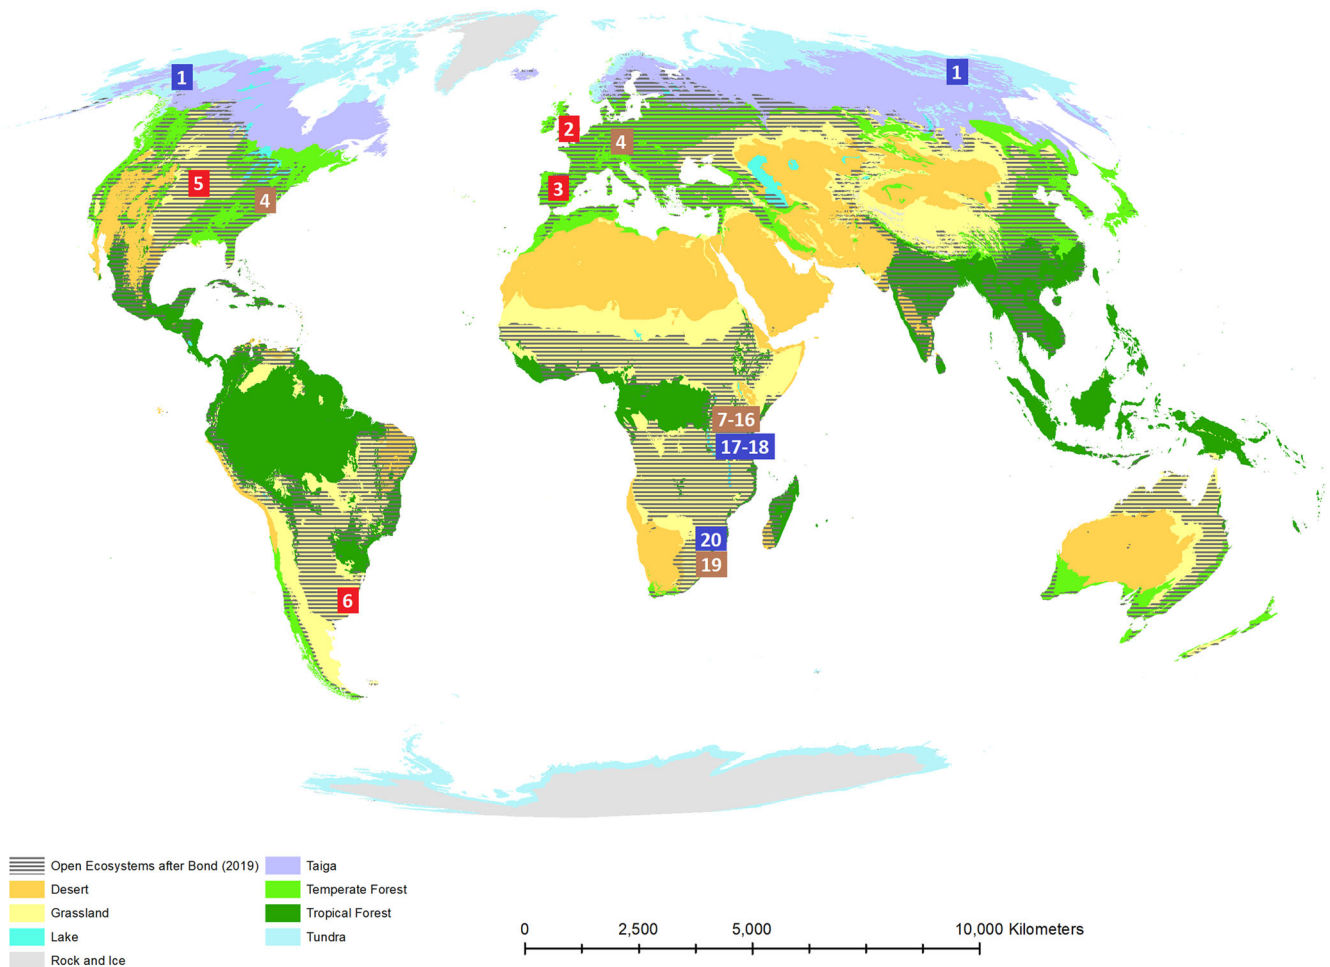 1
1
2
4
5
3
4
7-16
17-18
20
19
6
Open Ecosystems after Bond (2019)
Taiga
Desert
Temperate Forest
Grassland
Tropical Forest
Lake
Tundra
Rock and Ice
0 2,500 5,000 10,000 Kilometers